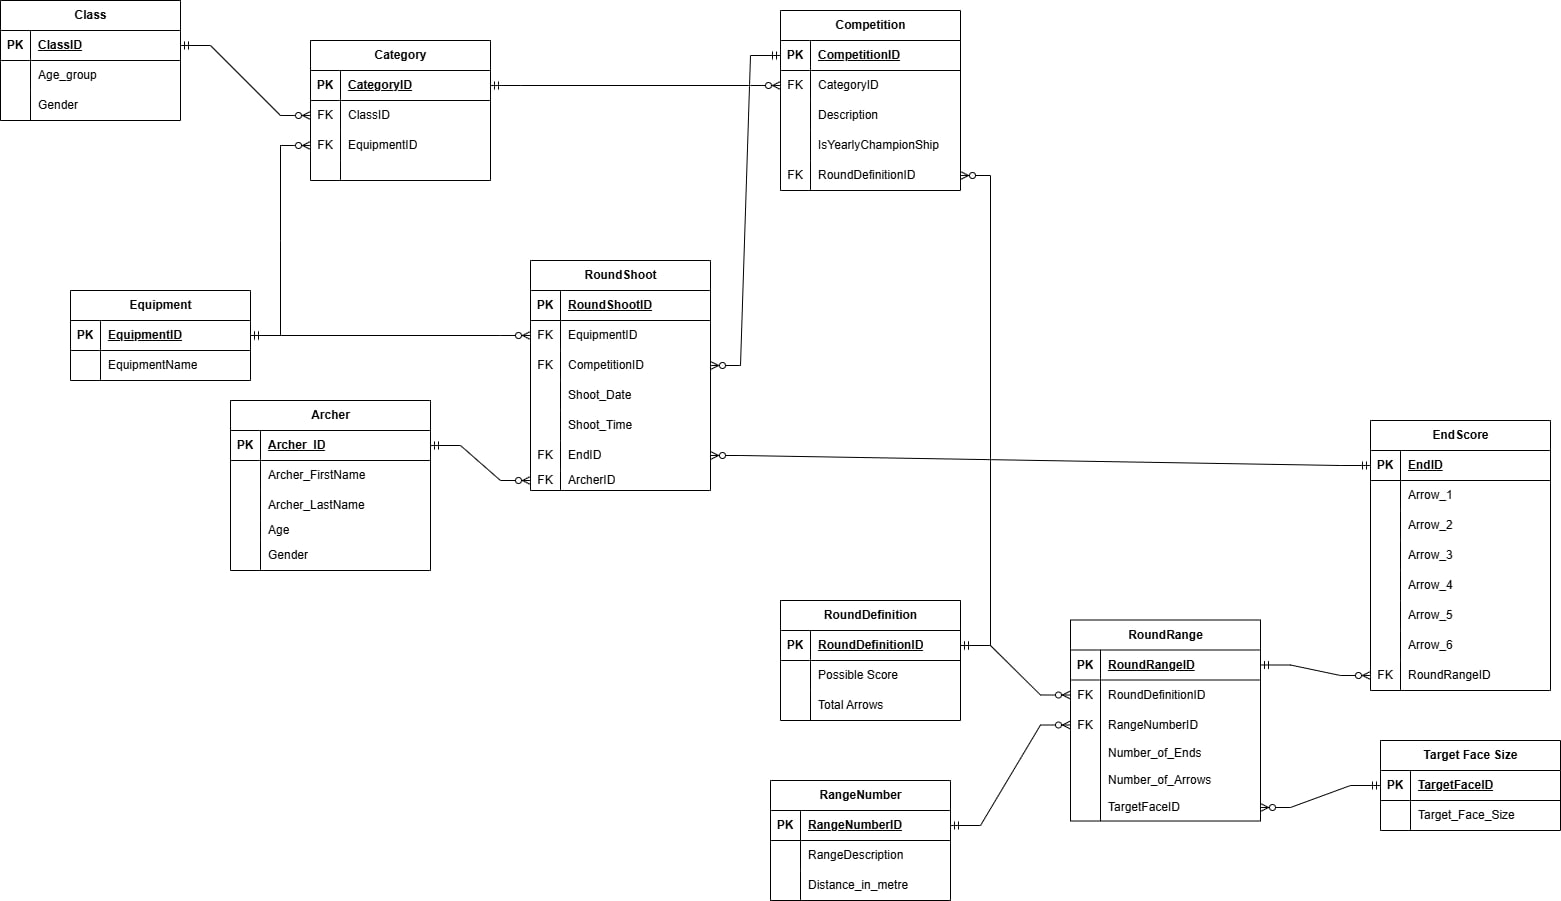 Class
PK ClassID
Age_group
Gender
Category
PK CategoryID
FK ClassID
FK EquipmentID
Competition
PK CompetitionID
FK CategoryID
Description
IsYearlyChampionShip
FK RoundDefinitionID
Equipment
PK EquipmentID
EquipmentName
RoundShoot
PK RoundShootID
FK EquipmentID
FK CompetitionID
Shoot_Date
Shoot_Time
FK EndID
FK ArcherID
Archer
PK Archer_ID
Archer_FirstName
Archer_LastName
Age
Gender
EndScore
PK EndID
Arrow_1
Arrow_2
Arrow_3
Arrow_4
Arrow_5
Arrow_6
FK RoundRangeID
RoundDefinition
PK RoundDefinitionID
Possible Score
Total Arrows
RoundRange
PK RoundRangeID
FK RoundDefinitionID
FK RangeNumberID
Number_of_Ends
Number_of_Arrows
TargetFaceID
Target Face Size
PK TargetFaceID
Target_Face_Size
RangeNumber
PK RangeNumberID
RangeDescription
Distance_in_metre